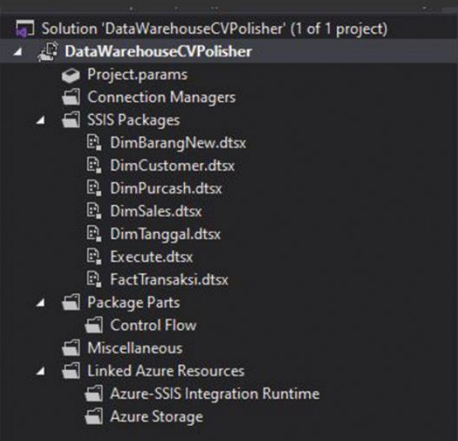 Solution 'DataWarehouseCVPolisher' (1 of 1 project)
DataWarehouseCVPolisher
Project.params
Connection Managers
SSIS Packages
DimBarangNew.dtsx
DimCustomer.dtsx
DimPurcash.dtsx
DimSales.dtsx
DimTanggal.dtsx
Execute.dtsx
FactTransaksi.dtsx
Package Parts
Control Flow
Miscellaneous
Linked Azure Resources
Azure-SSIS Integration Runtime
Azure Storage